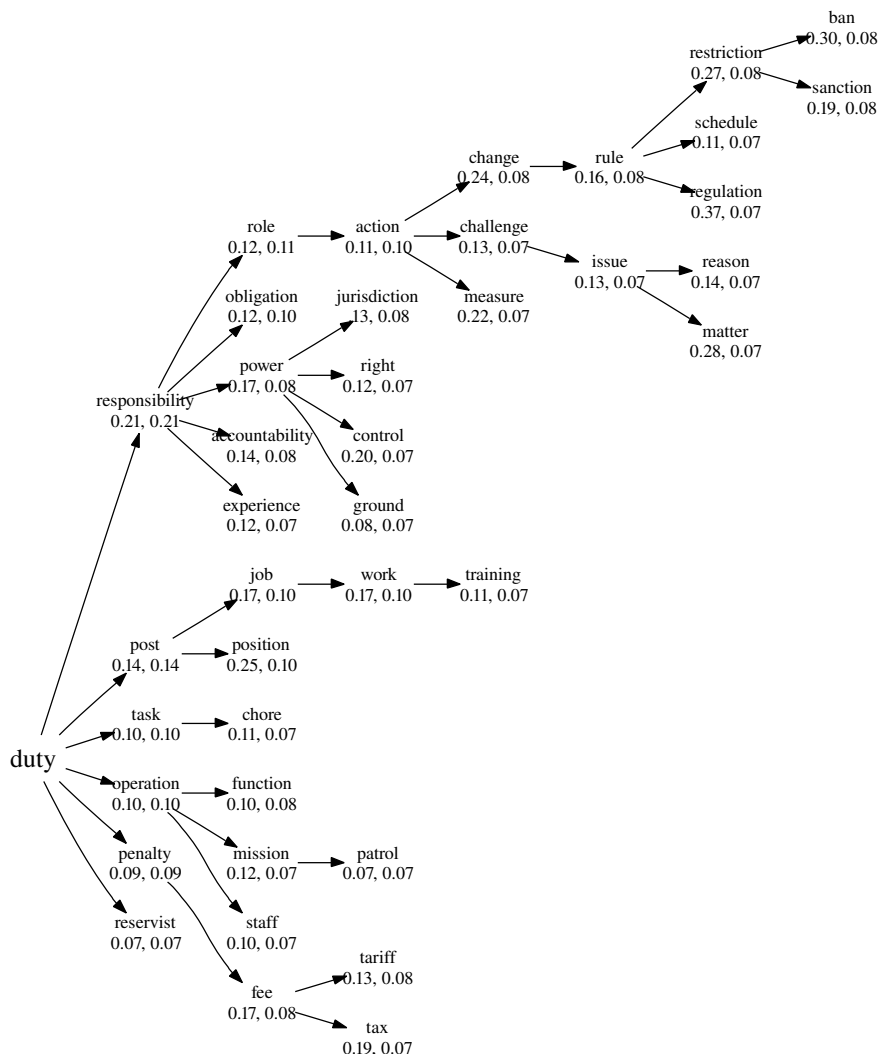 ban
0.30, 0.08
restriction
0.27, 0.08
sanction
0.19, 0.08
schedule
0.11, 0.07
change
0.24, 0.08
rule
0.16, 0.08
regulation
0.37, 0.07
role
0.12, 0.11
action
0.11, 0.10
challenge
0.13, 0.07
issue
0.13, 0.07
reason
0.14, 0.07
obligation
0.12, 0.10
jurisdiction
13, 0.08
measure
0.22, 0.07
matter
0.28, 0.07
power
0.17, 0.08
right
0.12, 0.07
responsibility
0.21, 0.21
accountability
0.14, 0.08
control
0.20, 0.07
experience
0.12, 0.07
ground
0.08, 0.07
job
0.17, 0.10
work
0.17, 0.10
training
0.11, 0.07
post
0.14, 0.14
position
0.25, 0.10
task
0.10, 0.10
chore
0.11, 0.07
duty
operation
0.10, 0.10
function
0.10, 0.08
penalty
0.09, 0.09
mission
0.12, 0.07
patrol
0.07, 0.07
reservist
0.07, 0.07
staff
0.10, 0.07
tariff
0.13, 0.08
fee
0.17, 0.08
tax
0.19, 0.07